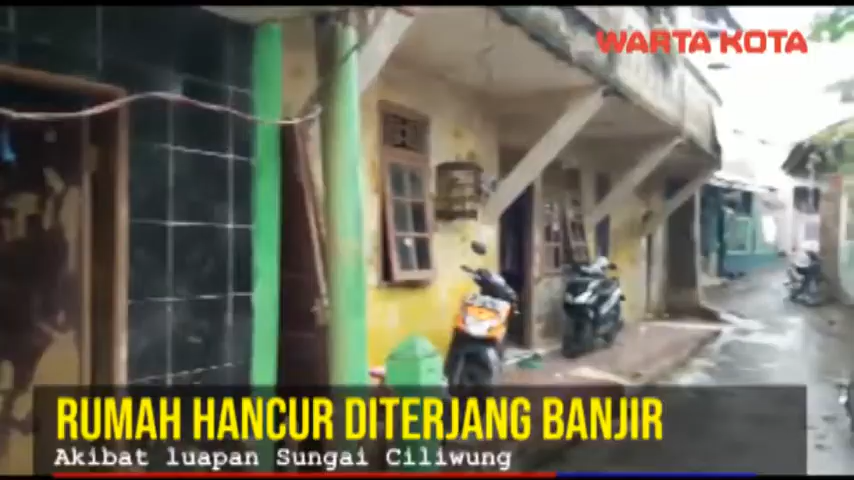 WARTA KOTA
RUMAH HANCUR DITERJANG BANJIR
Akibat luapan Sungai Ciliwung